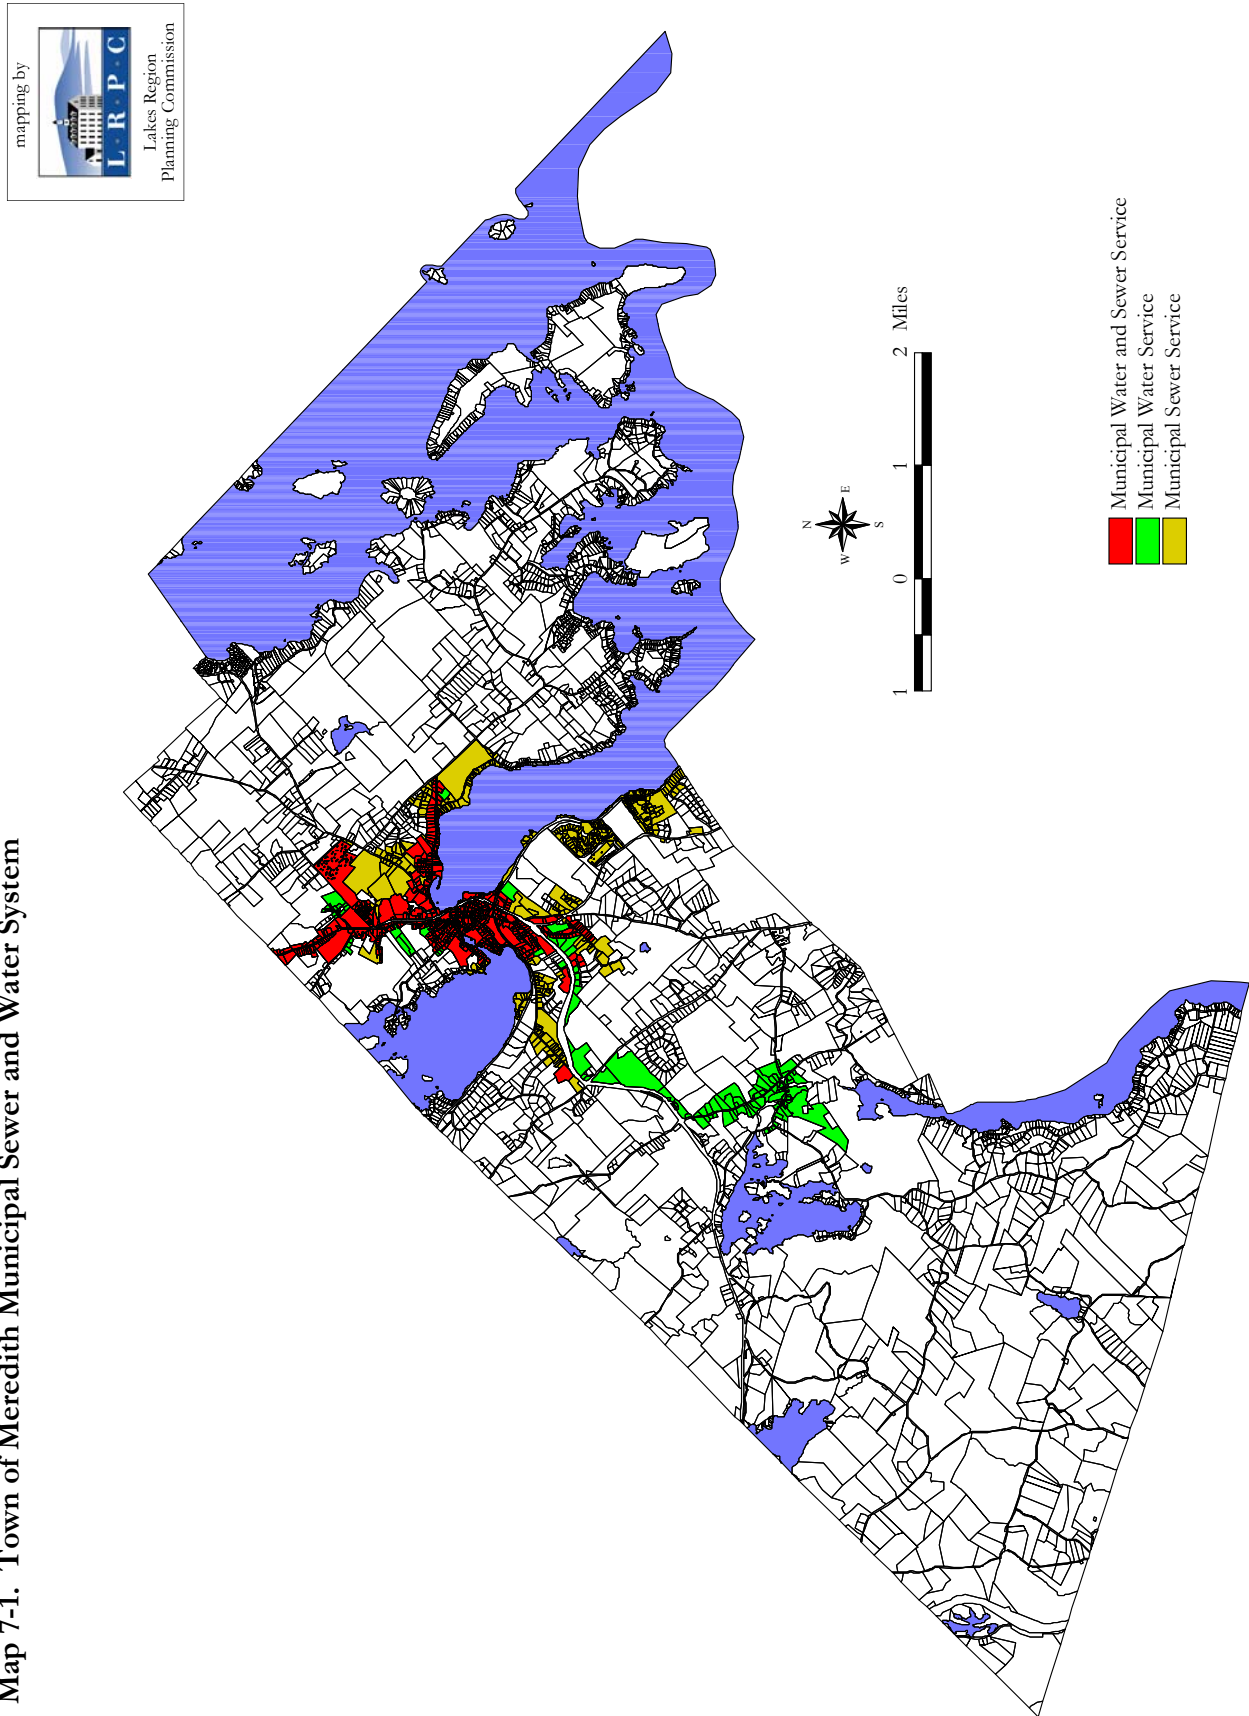 Map 7-1. Town of Meredith Municipal Sewer and Water System
mapping by
L·R·P·C
Lakes Region
Planning Commission
N
W
E
S
1
0
1
2
Miles
Municipal Water and Sewer Service
Municipal Water Service
Municipal Sewer Service